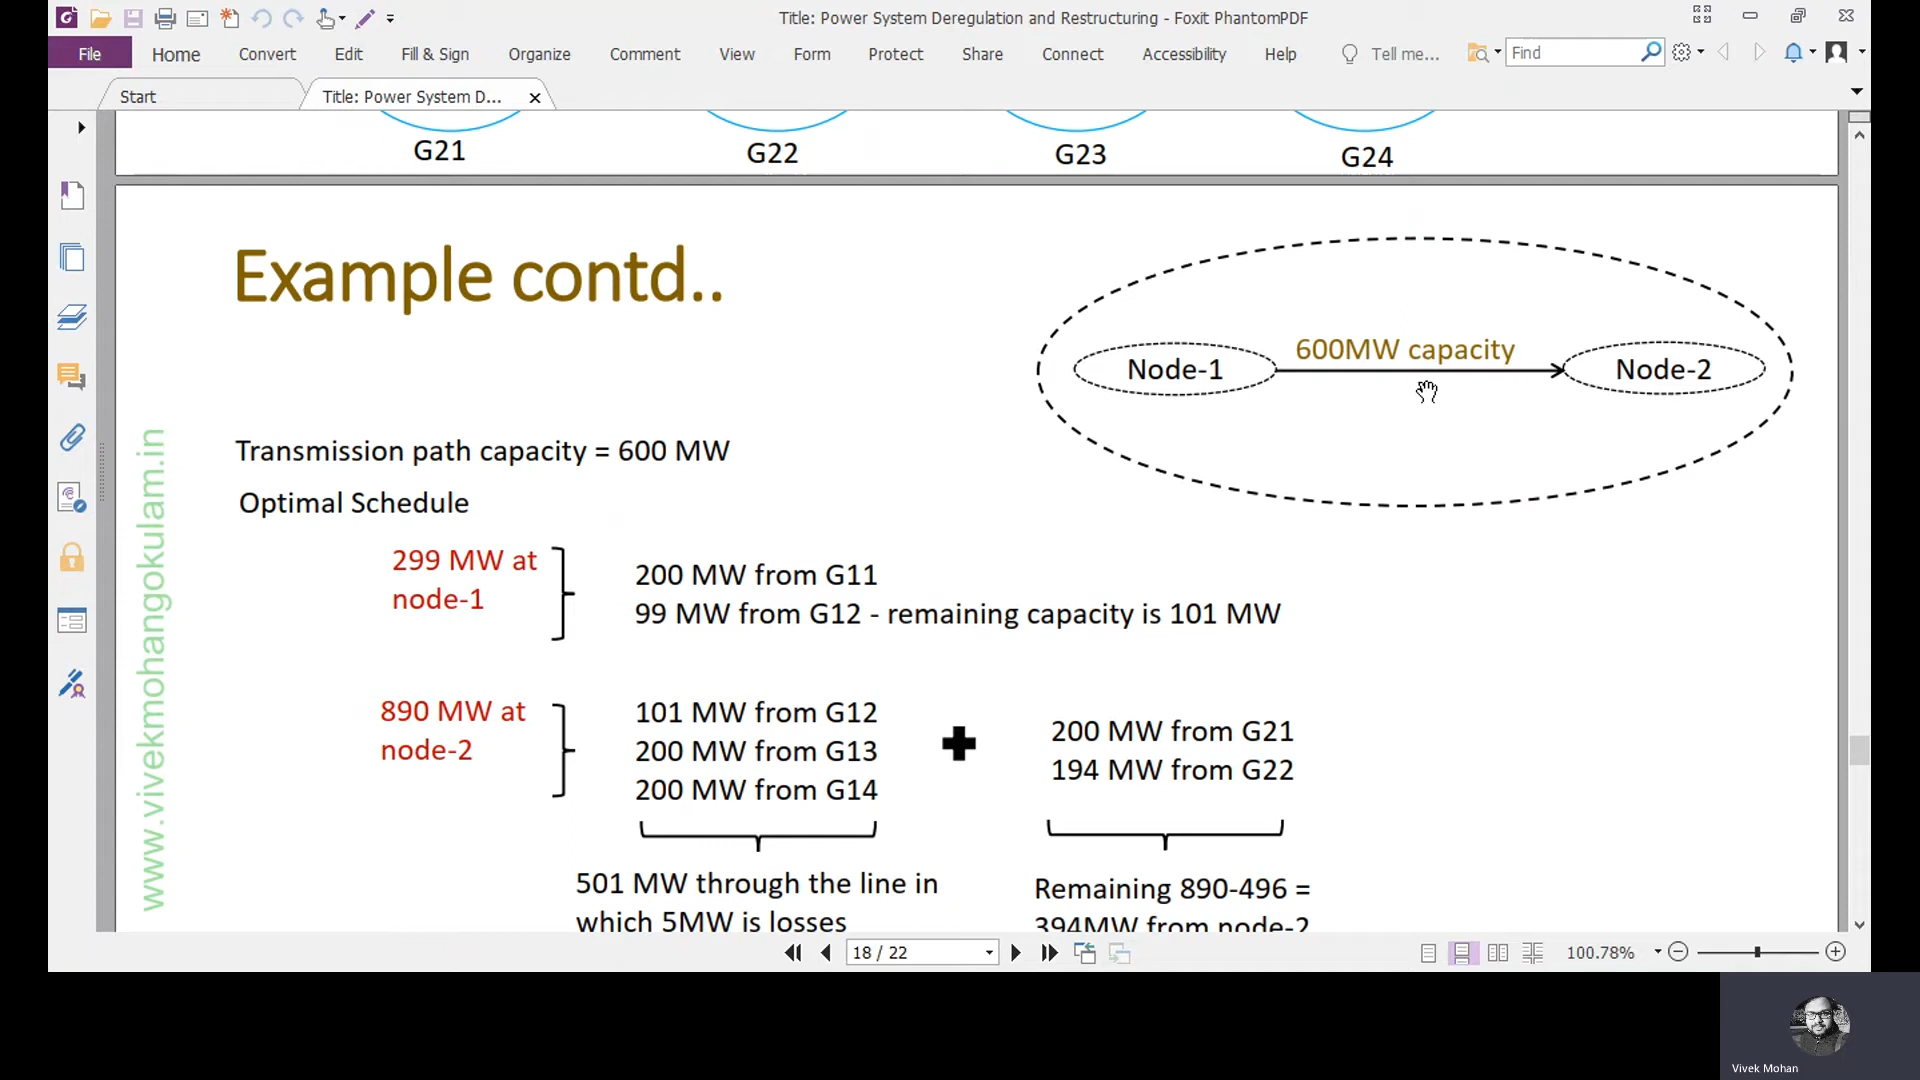 Title: Power System Deregulation and Restructuring - Foxit PhantomPDF
File Home Convert Edit Fill & Sign Organize Comment View Form Protect Share Connect Accessibility Help Tell me... Find
Start Title: Power System D...
G21 G22 G23 G24
Example contd..
600MW capacity
Node-1 Node-2
Transmission path capacity = 600 MW
Optimal Schedule
299 MW at
node-1
200 MW from G11
99 MW from G12 - remaining capacity is 101 MW
890 MW at
node-2
101 MW from G12
200 MW from G13
200 MW from G14
200 MW from G21
194 MW from G22
501 MW through the line in
which 5MW is losses
Remaining 890-496 =
394MW from node-2
www.vivekmohangokulam.in
18 / 22
100.78%
Vivek Mohan